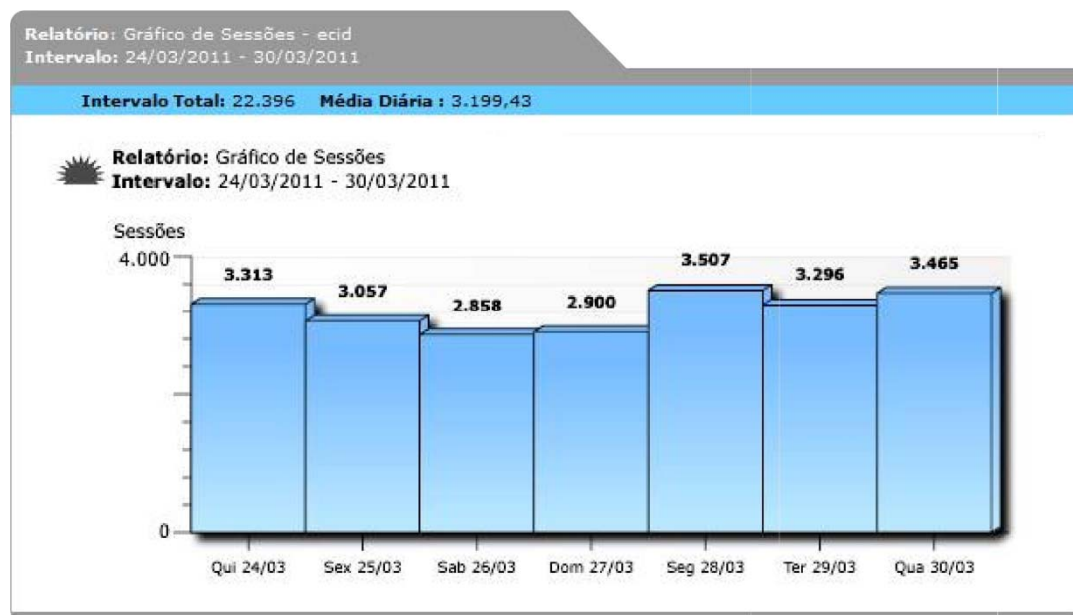 Relatório: Gráfico de Sessões - ecid
Intervalo: 24/03/2011 - 30/03/2011
Intervalo Total: 22.396 Média Diária : 3.199,43
Relatório: Gráfico de Sessões
Intervalo: 24/03/2011 - 30/03/2011
Sessões
4.000
3.313
3.057
2.858
2.900
3.507
3.296
3.465
0
Qui 24/03 Sex 25/03 Sab 26/03 Dom 27/03 Seg 28/03 Ter 29/03 Qua 30/03